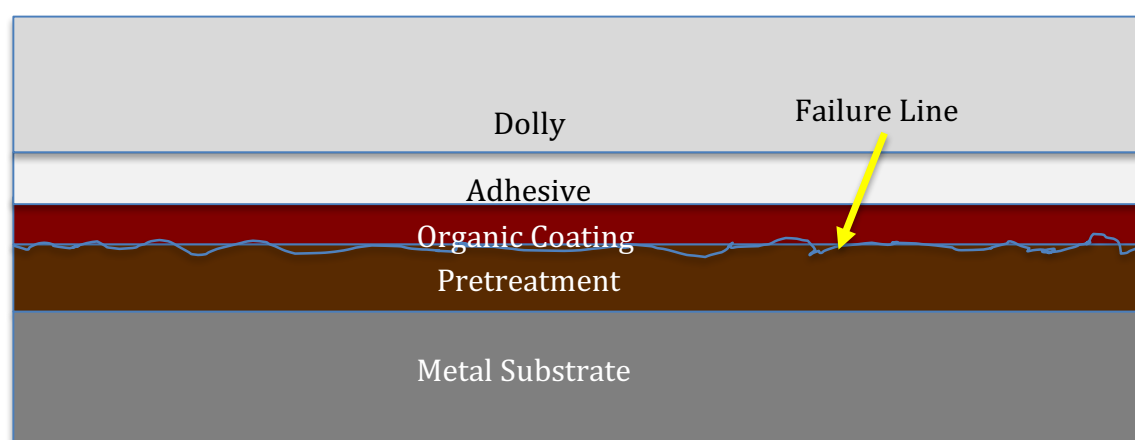 Failure Line
Dolly
Adhesive
Organic Coating
Pretreatment
Metal Substrate